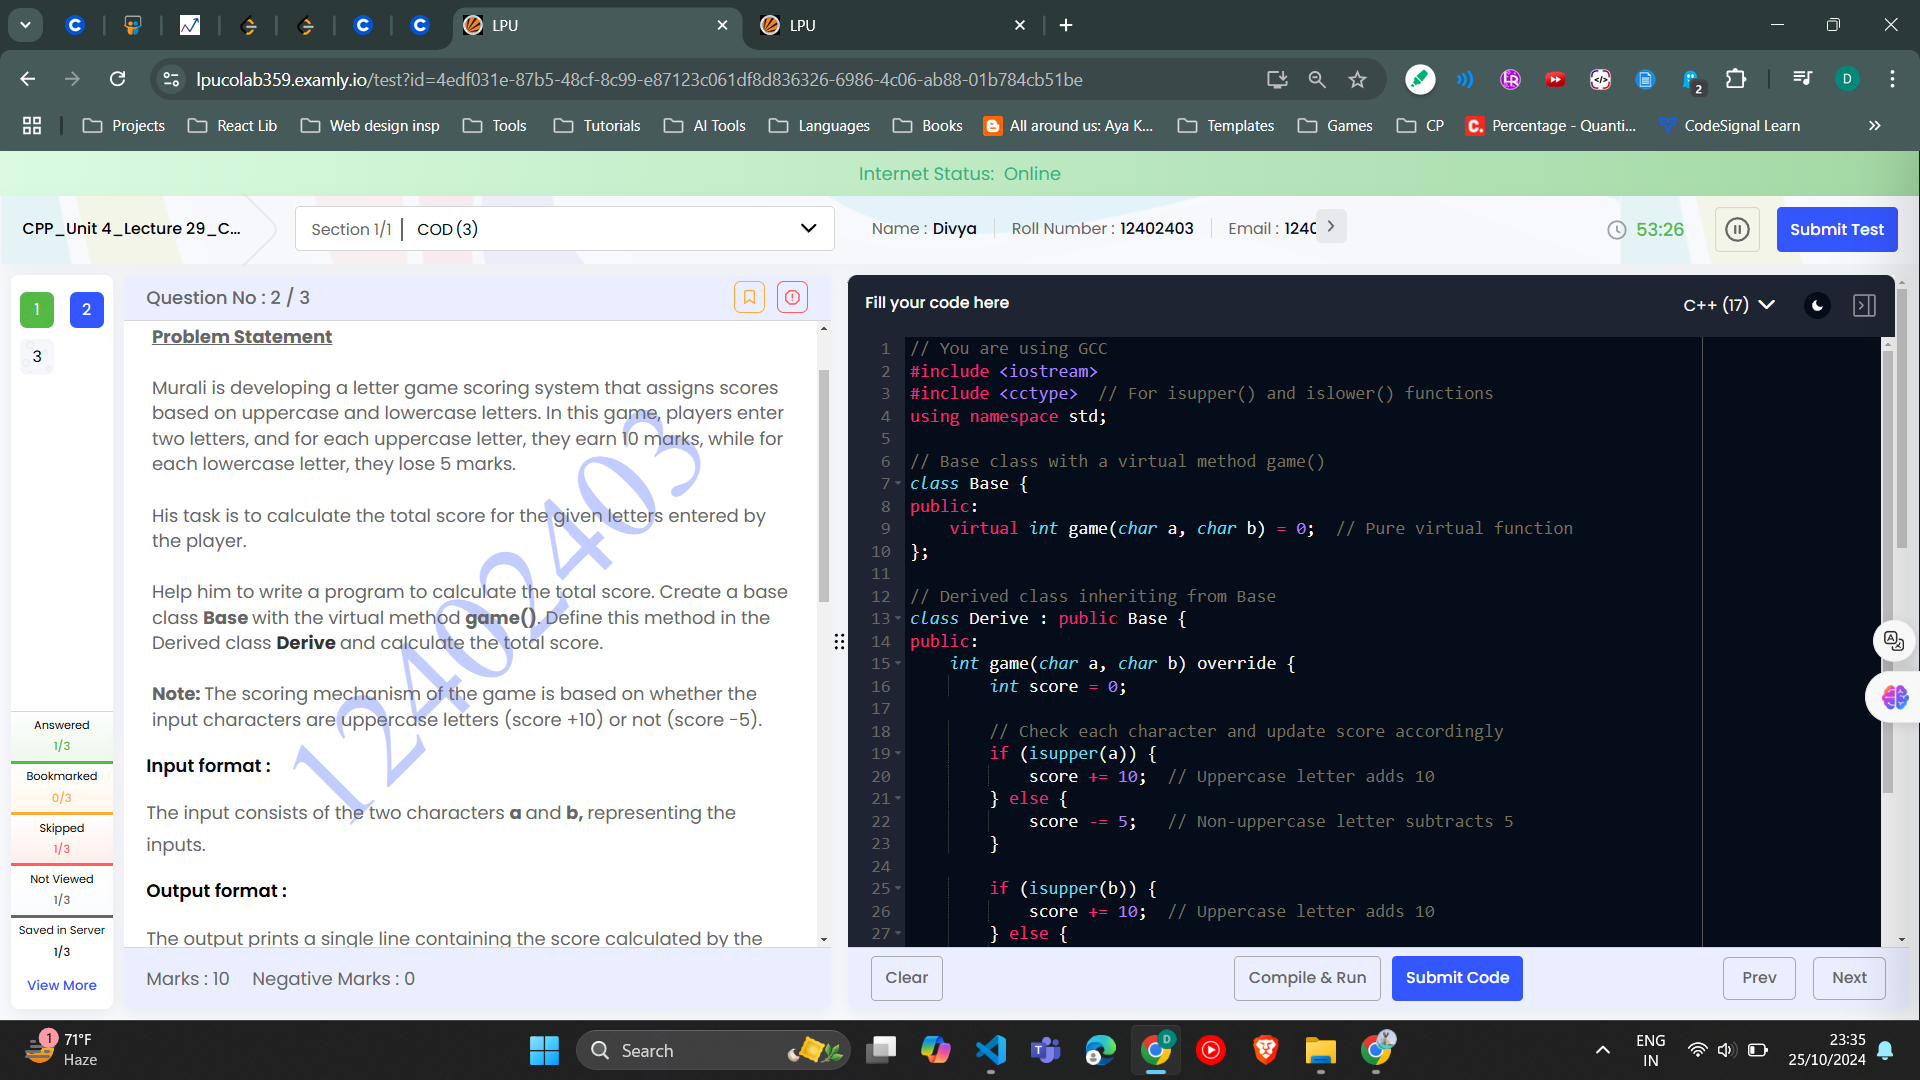 LPU
LPU
lpucolab359.examly.io/test?id=4edf031e-87b5-48cf-8c99-e87123c061df8d836326-6986-4c06-ab88-01b784cb51be
2
D
Projects
React Lib
Web design insp
Tools
Tutorials
AI Tools
Languages
Books
All around us: Aya K...
Templates
Games
CP
Percentage - Quanti...
CodeSignal Learn
Internet Status: Online
CPP_Unit 4_Lecture 29_C...
Section 1/1 | COD (3)
Name : Divya
Roll Number : 12402403
Email : 1240
53:26
Submit Test
1
2
3
Answered
1/3
Bookmarked
0/3
Skipped
1/3
Not Viewed
1/3
Saved in Server
1/3
View More
Question No : 2 / 3
Problem Statement
Murali is developing a letter game scoring system that assigns scores
based on uppercase and lowercase letters. In this game, players enter
two letters, and for each uppercase letter, they earn 10 marks, while for
each lowercase letter, they lose 5 marks.
His task is to calculate the total score for the given letters entered by
the player.
Help him to write a program to calculate the total score. Create a base
class Base with the virtual method game(). Define this method in the
Derived class Derive and calculate the total score.
Note: The scoring mechanism of the game is based on whether the
input characters are uppercase letters (score +10) or not (score -5).
Input format :
The input consists of the two characters a and b, representing the
inputs.
Output format :
The output prints a single line containing the score calculated by the
12402403
Marks : 10 Negative Marks : 0
Fill your code here
C++ (17)
1 // You are using GCC
2 #include <iostream>
3 #include <cctype>  // For isupper() and islower() functions
4 using namespace std;
5
6 // Base class with a virtual method game()
7 class Base {
8 public:
9     virtual int game(char a, char b) = 0;  // Pure virtual function
10 };
11
12 // Derived class inheriting from Base
13 class Derive : public Base {
14 public:
15     int game(char a, char b) override {
16         int score = 0;
17
18         // Check each character and update score accordingly
19         if (isupper(a)) {
20             score += 10;  // Uppercase letter adds 10
21         } else {
22             score -= 5;   // Non-uppercase letter subtracts 5
23         }
24
25         if (isupper(b)) {
26             score += 10;  // Uppercase letter adds 10
27         } else {
Clear
Compile & Run
Submit Code
Prev
Next
1
71°F
Haze
Search
D
ENG
IN
23:35
25/10/2024